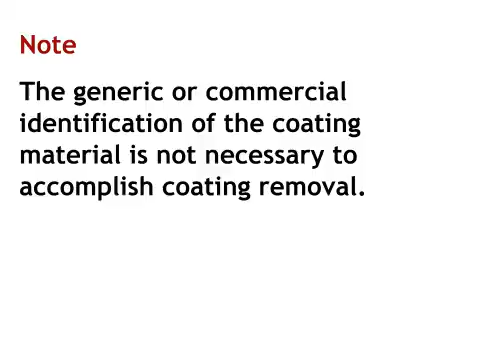 Note
The generic or commercial
identification of the coating
material is not necessary to
accomplish coating removal.